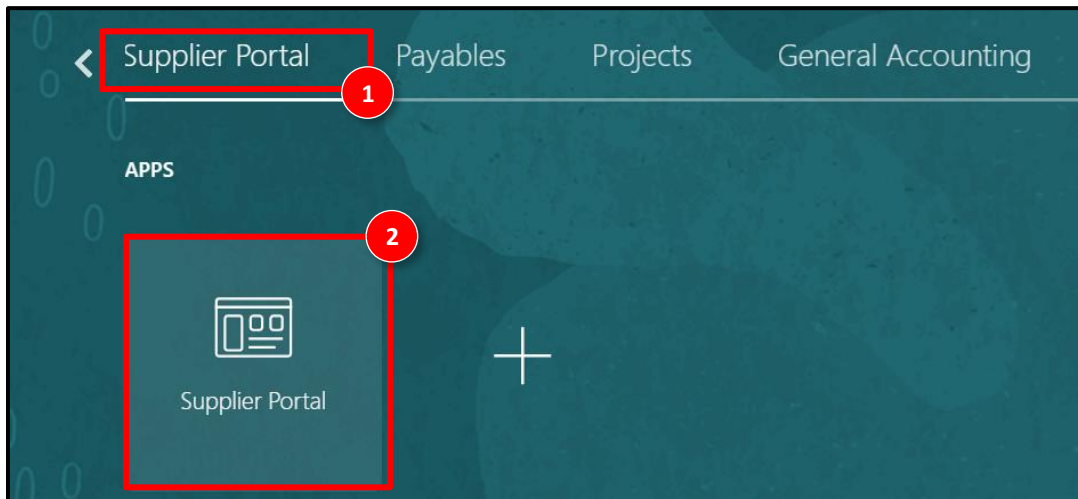 Supplier Portal Payables Projects General Accounting
1
APPS
2
Supplier Portal